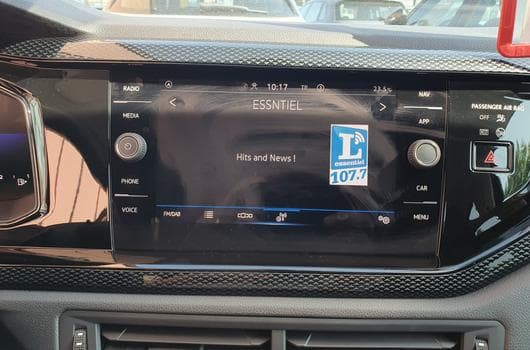 RADIO
10:17
23.5°
NAV
PASSENGER AIR BAG
< ESSNTIEL >
OFF
MEDIA
APP
L
essentiel
107.7
Hits and News !
PHONE
CAR
VOICE
FM/DAB
MENU